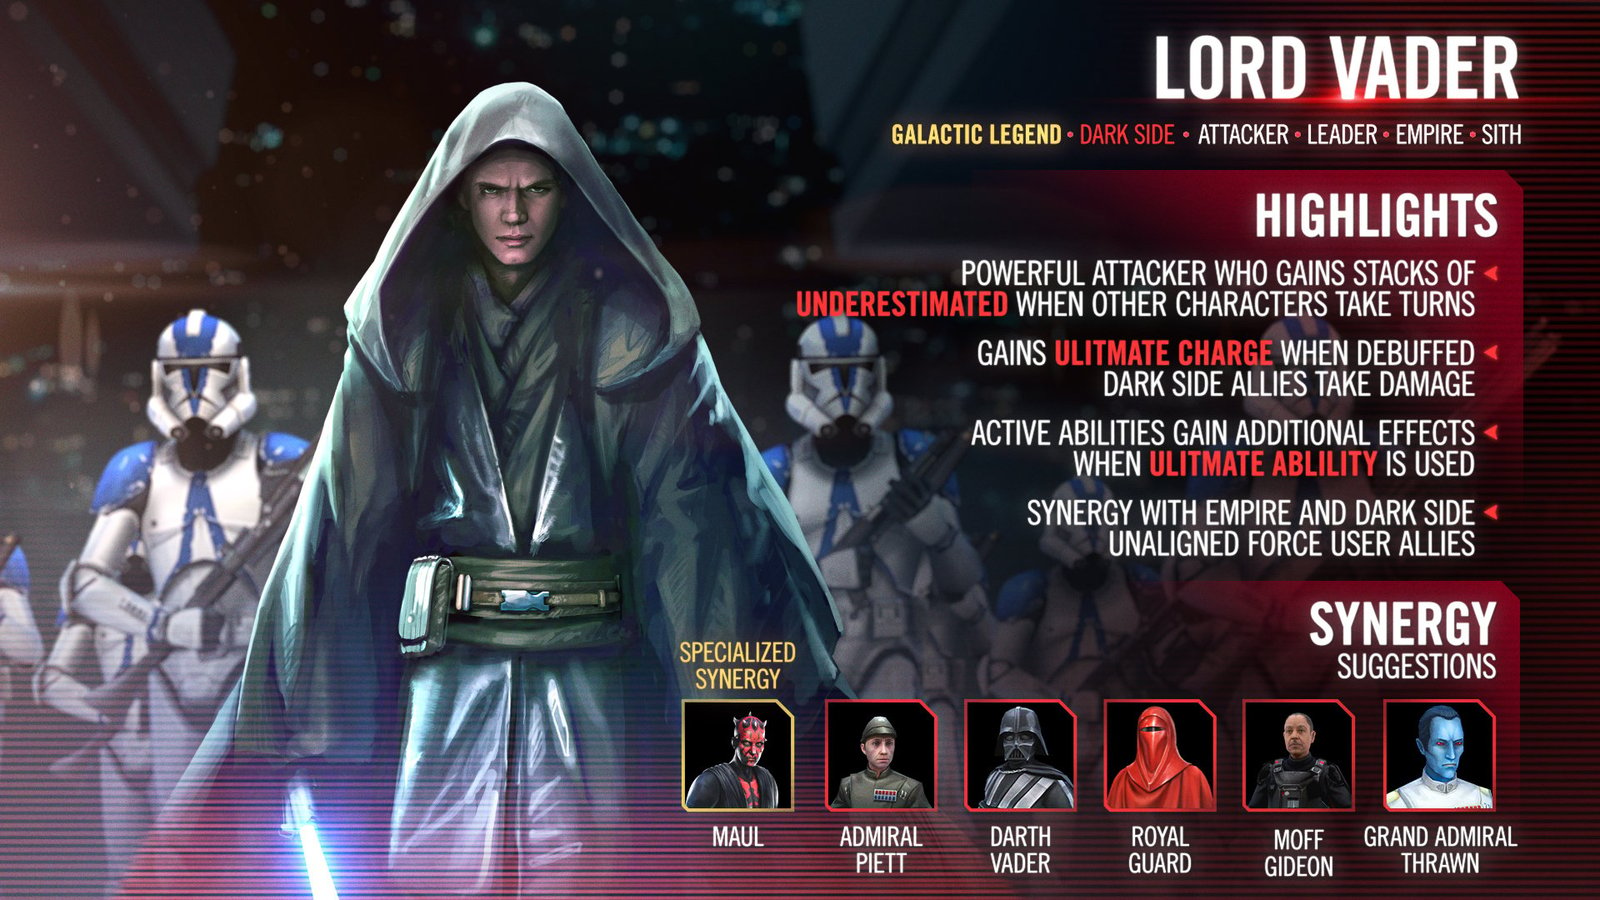 LORD VADER
GALACTIC LEGEND • DARK SIDE • ATTACKER • LEADER • EMPIRE • SITH
HIGHLIGHTS
POWERFUL ATTACKER WHO GAINS STACKS OF
UNDERESTIMATED WHEN OTHER CHARACTERS TAKE TURNS
GAINS ULITMATE CHARGE WHEN DEBUFFED
DARK SIDE ALLIES TAKE DAMAGE
ACTIVE ABILITIES GAIN ADDITIONAL EFFECTS
WHEN ULITMATE ABLILITY IS USED
SYNERGY WITH EMPIRE AND DARK SIDE
UNALIGNED FORCE USER ALLIES
SYNERGY
SUGGESTIONS
SPECIALIZED
SYNERGY
MAUL
ADMIRAL
PIETT
DARTH
VADER
ROYAL
GUARD
MOFF
GIDEON
GRAND ADMIRAL
THRAWN